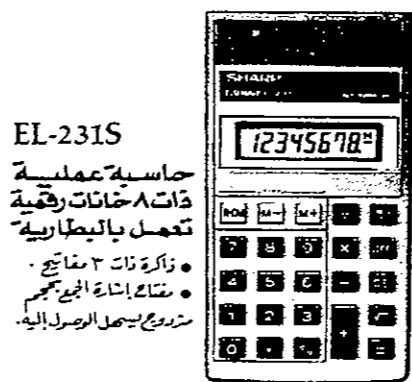 EL-231S
حاسبة عملية
ذات ٨ خانات رقمية
تعمل بالبطارية
• ذاكرة ذات ٣ مفاتيح .
• مفتاح إشارة الجمع بحجم
مزدوج ليسهل الوصول إليه.
SHARP
12345678.
M- M+
7 8 9 ×
4 5 6 −
1 2 3 √
0 . % +